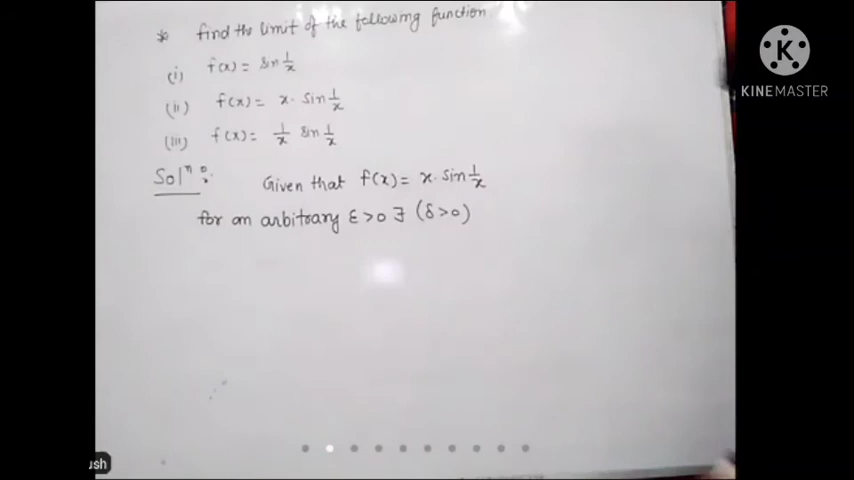 * find the limit of the following function
(i) f(x) = sin 1/x
(ii) f(x) = x. sin 1/x
(iii) f(x) = 1/x sin 1/x
Solⁿ: Given that f(x) = x. sin 1/x
for an arbitrary ε>0 ∃ (δ>0)
KINEMASTER
ush